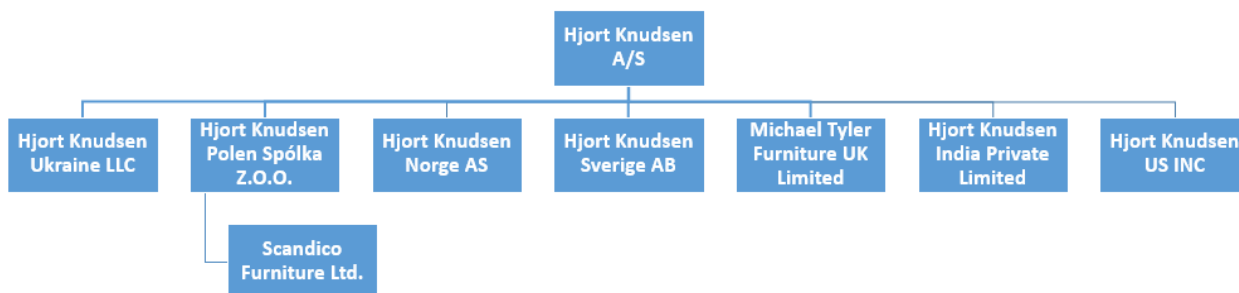 Hjort Knudsen
A/S
Hjort Knudsen
Ukraine LLC
Hjort Knudsen
Polen Spólka
Z.O.O.
Hjort Knudsen
Norge AS
Hjort Knudsen
Sverige AB
Michael Tyler
Furniture UK
Limited
Hjort Knudsen
India Private
Limited
Hjort Knudsen
US INC
Scandico
Furniture Ltd.